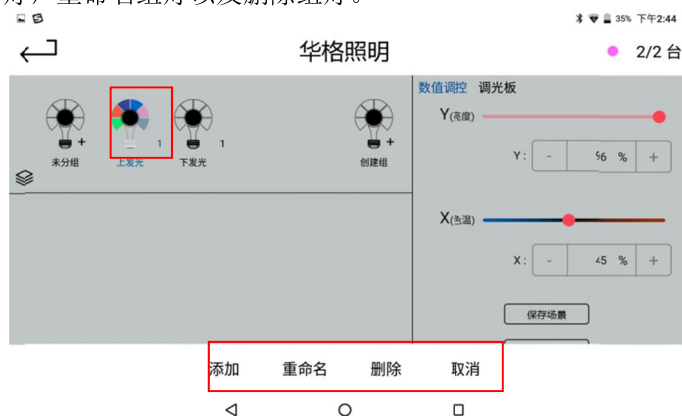 35% 下午2:44
华格照明
2/2 台
数值调控 调光板
Y(亮度)
Y: - % +
X(色温)
X: - % +
保存场景
+ 1 1 +
未分组 上发光 下发光 创建组
添加 重命名 删除 取消